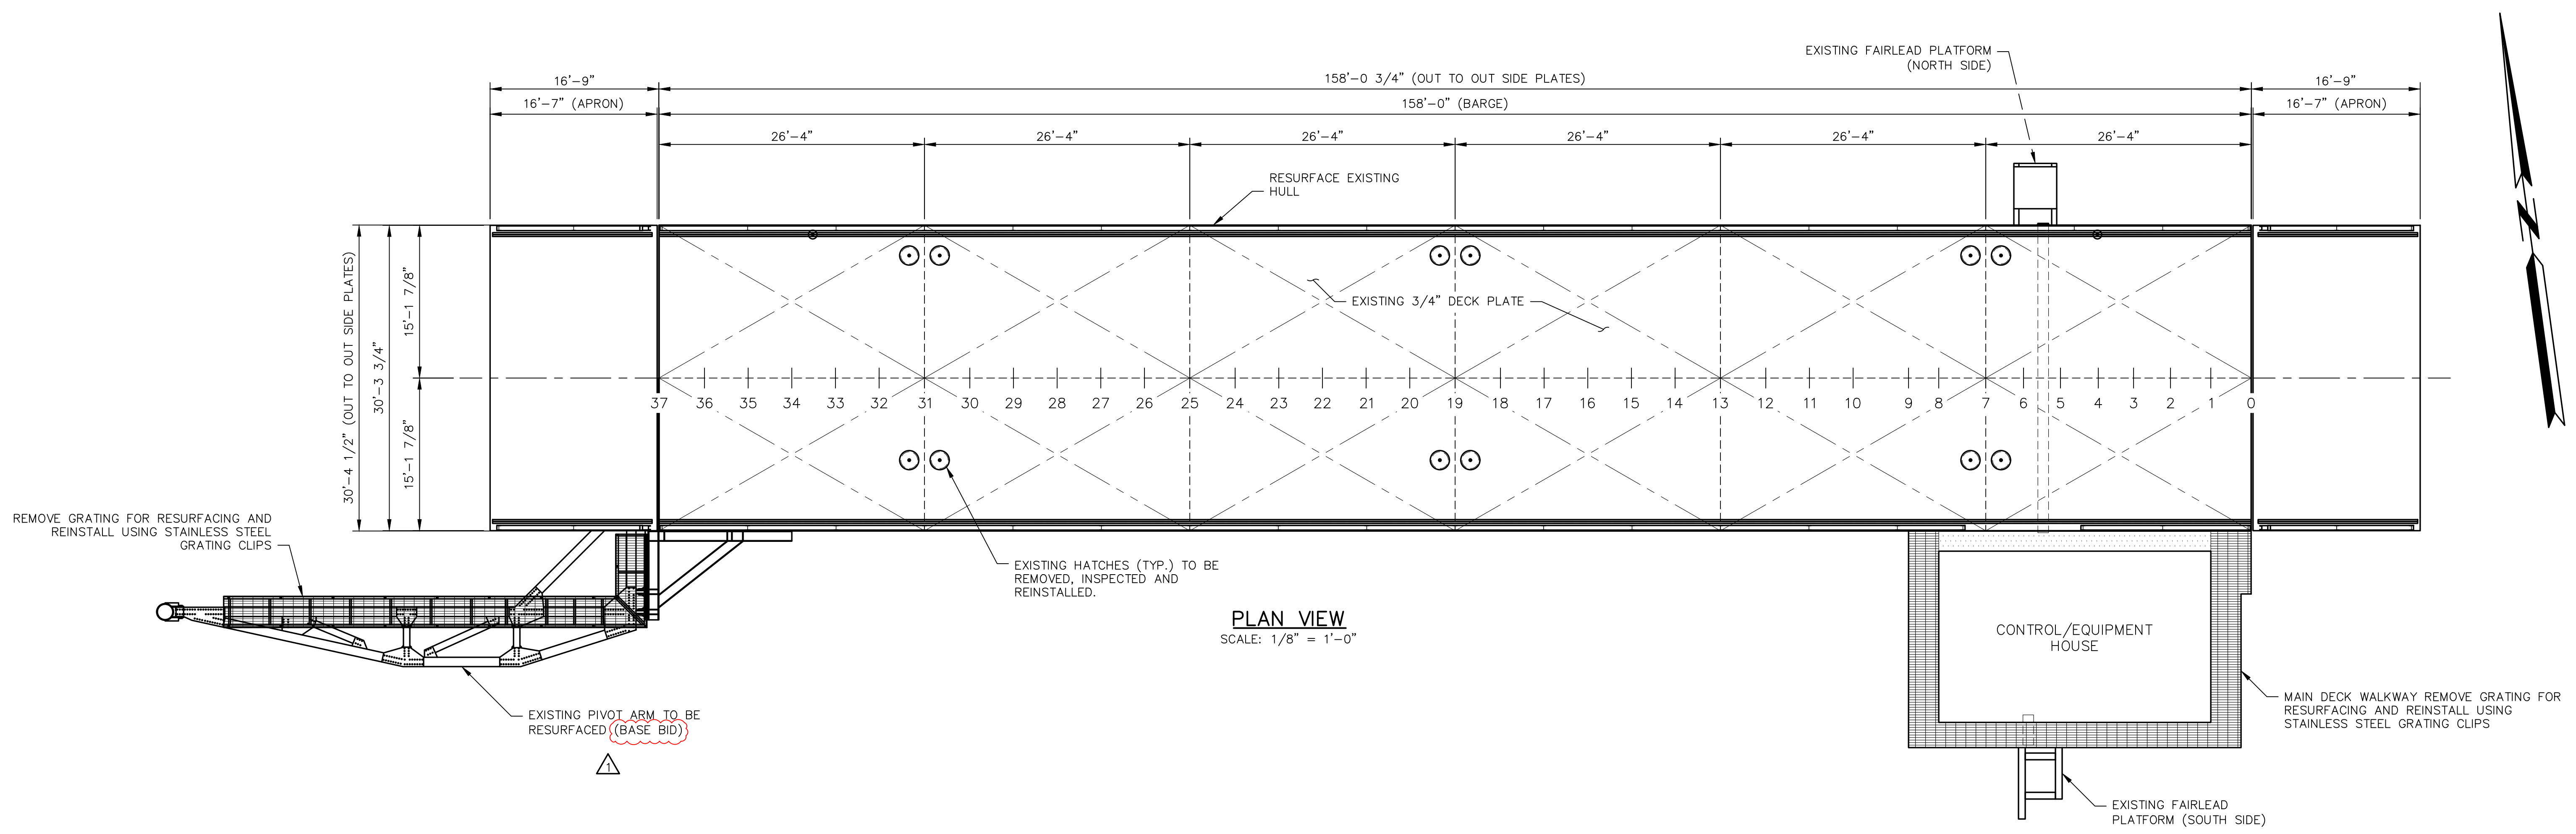 EXISTING FAIRLEAD PLATFORM
(NORTH SIDE)
16'-9"
158'-0 3/4" (OUT TO OUT SIDE PLATES)
16'-9"
16'-7" (APRON)
158'-0" (BARGE)
16'-7" (APRON)
26'-4"
26'-4"
26'-4"
26'-4"
26'-4"
26'-4"
RESURFACE EXISTING
HULL
N
30'-4 1/2" (OUT TO OUT SIDE PLATES)
30'-3 3/4"
15'-1 7/8"
15'-1 7/8"
EXISTING 3/4" DECK PLATE
37 36 35 34 33 32 31 30 29 28 27 26 25 24 23 22 21 20 19 18 17 16 15 14 13 12 11 10 9 8 7 6 5 4 3 2 1 0
REMOVE GRATING FOR RESURFACING AND
REINSTALL USING STAINLESS STEEL
GRATING CLIPS
EXISTING HATCHES (TYP.) TO BE
REMOVED, INSPECTED AND
REINSTALLED.
PLAN VIEW
SCALE: 1/8" = 1'-0"
CONTROL/EQUIPMENT
HOUSE
EXISTING PIVOT ARM TO BE
RESURFACED (BASE BID)
1
MAIN DECK WALKWAY REMOVE GRATING FOR
RESURFACING AND REINSTALL USING
STAINLESS STEEL GRATING CLIPS
EXISTING FAIRLEAD
PLATFORM (SOUTH SIDE)